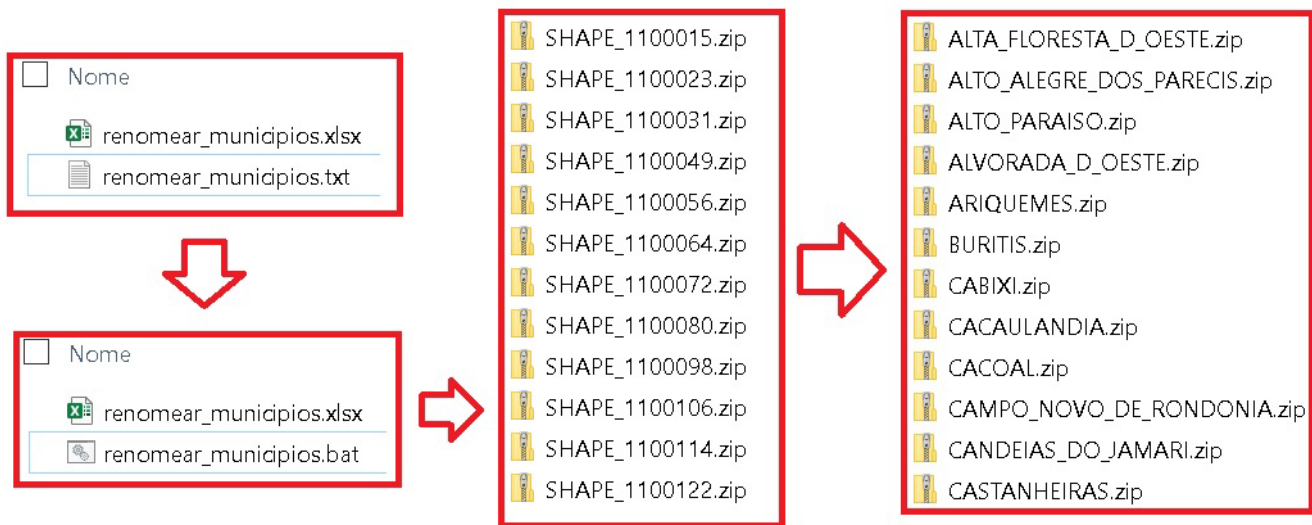 Nome
renomear_municipios.xlsx
renomear_municipios.txt
Nome
renomear_municipios.xlsx
renomear_municipios.bat
SHAPE_1100015.zip
SHAPE_1100023.zip
SHAPE_1100031.zip
SHAPE_1100049.zip
SHAPE_1100056.zip
SHAPE_1100064.zip
SHAPE_1100072.zip
SHAPE_1100080.zip
SHAPE_1100098.zip
SHAPE_1100106.zip
SHAPE_1100114.zip
SHAPE_1100122.zip
ALTA_FLORESTA_D_OESTE.zip
ALTO_ALEGRE_DOS_PARECIS.zip
ALTO_PARAISO.zip
ALVORADA_D_OESTE.zip
ARIQUEMES.zip
BURITIS.zip
CABIXI.zip
CACAULANDIA.zip
CACOAL.zip
CAMPO_NOVO_DE_RONDONIA.zip
CANDEIAS_DO_JAMARI.zip
CASTANHEIRAS.zip